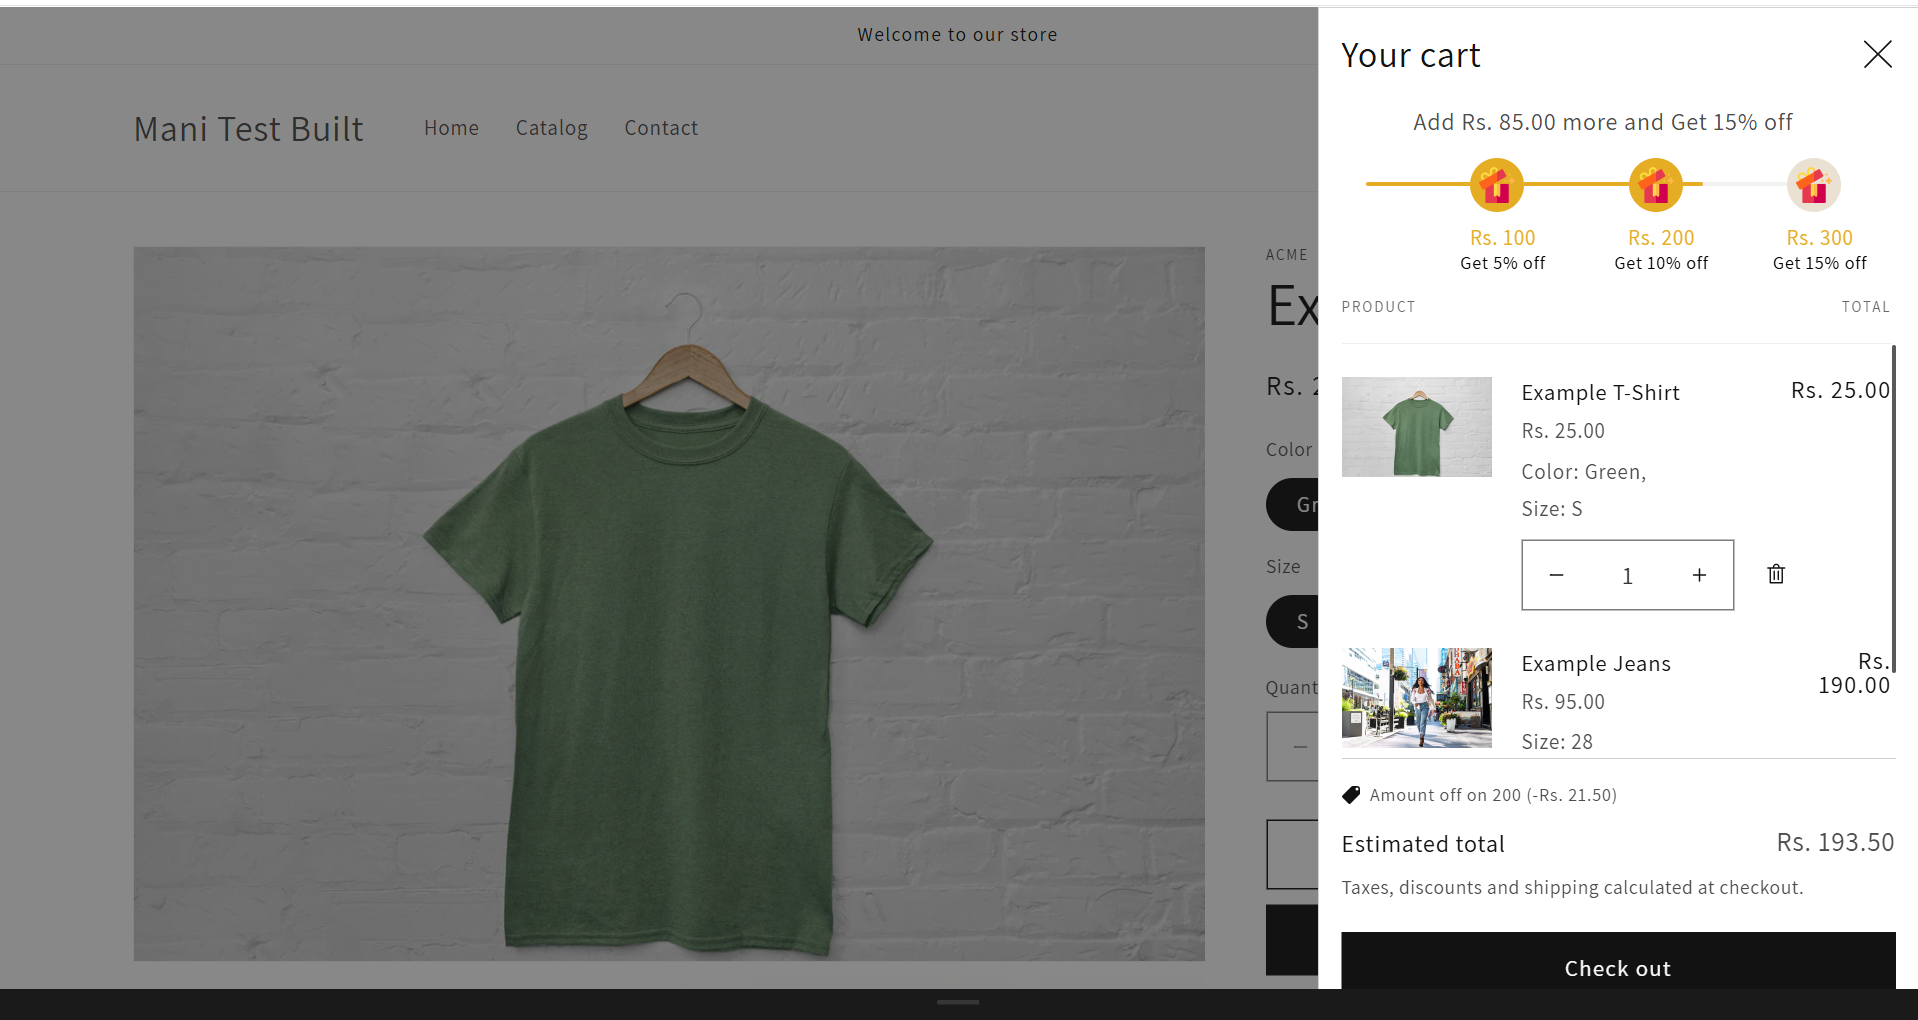 Welcome to our store
Mani Test Built
Home Catalog Contact
ACME
Ex
Rs. 2
Color
Gr
Size
S
Quant
Your cart
Add Rs. 85.00 more and Get 15% off
Rs. 100 Rs. 200 Rs. 300
Get 5% off Get 10% off Get 15% off
PRODUCT TOTAL
Example T-Shirt Rs. 25.00
Rs. 25.00
Color: Green,
Size: S
1
Example Jeans Rs.
190.00
Rs. 95.00
Size: 28
Amount off on 200 (-Rs. 21.50)
Estimated total Rs. 193.50
Taxes, discounts and shipping calculated at checkout.
Check out